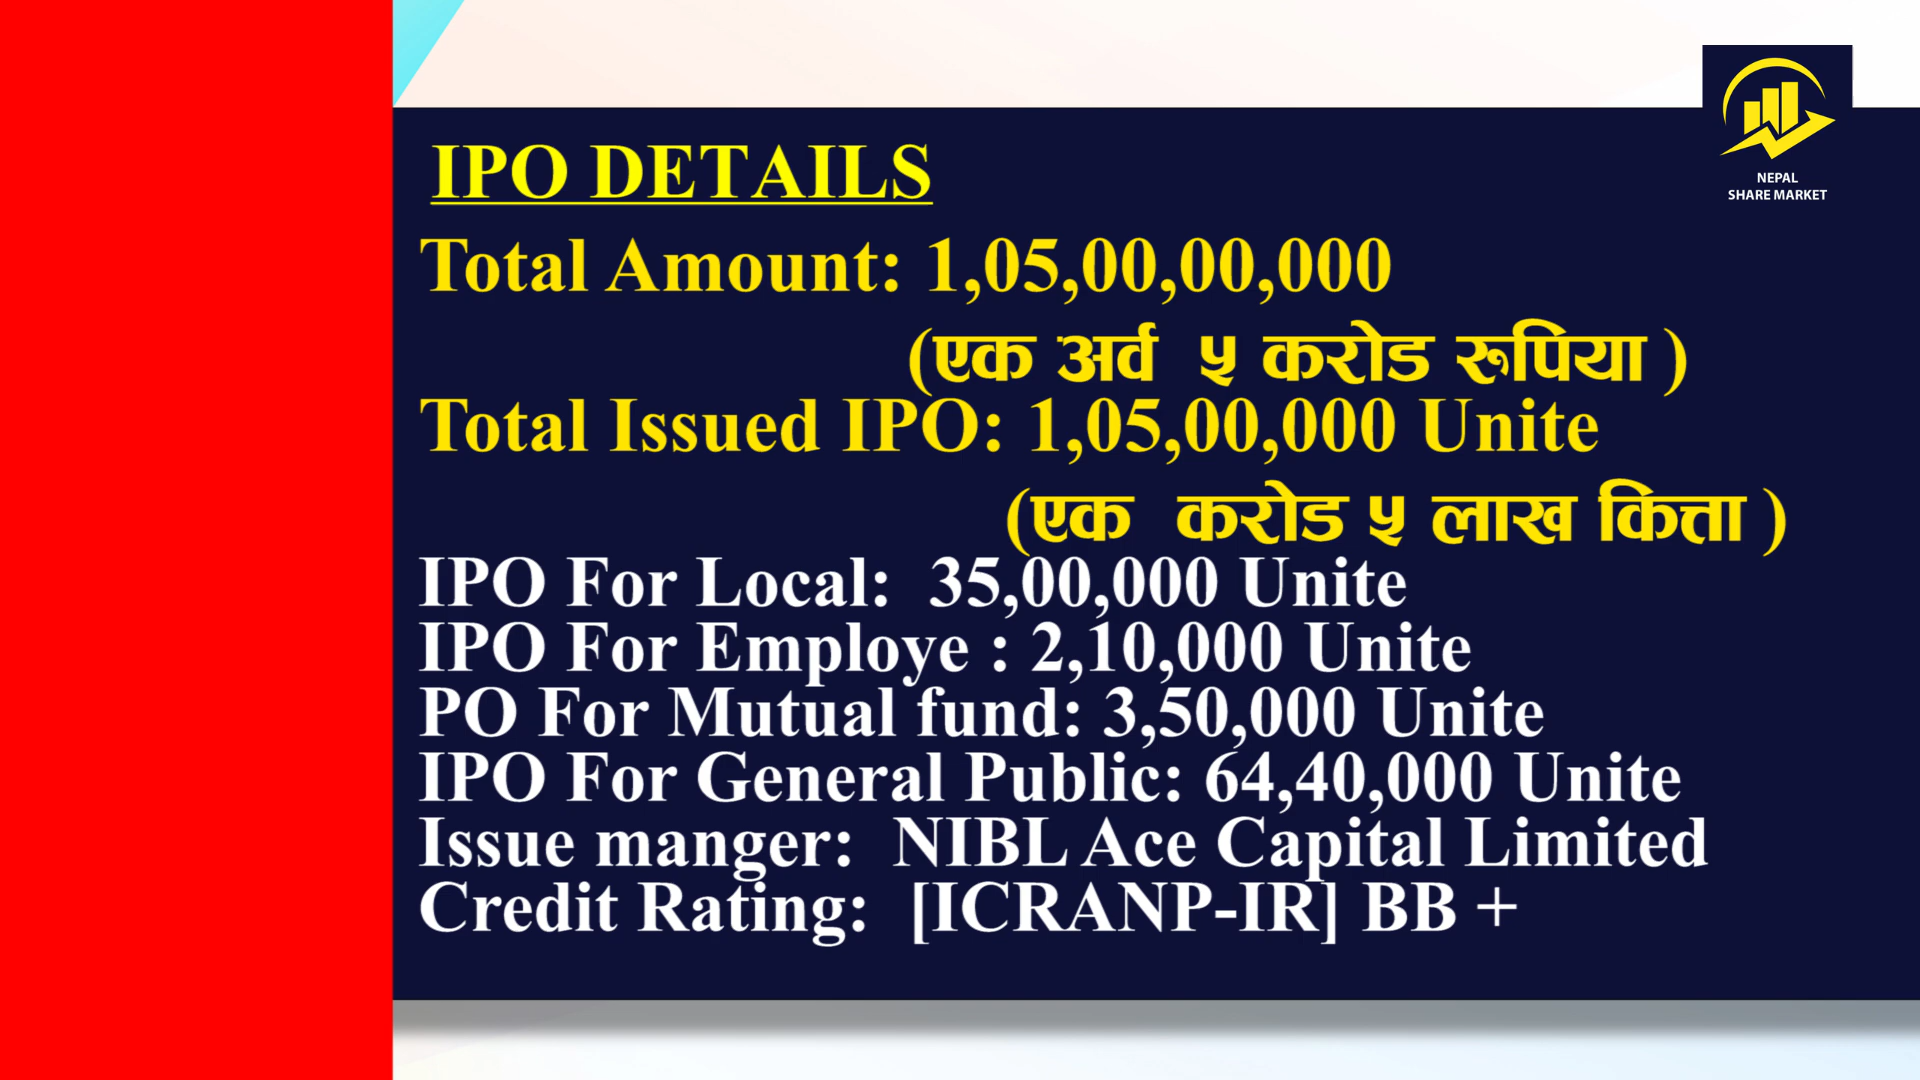 NEPAL
SHARE MARKET
IPO DETAILS
Total Amount: 1,05,00,00,000
(एक अर्व ५ करोड रूपिया )
Total Issued IPO: 1,05,00,000 Unite
(एक करोड ५ लाख कित्ता )
IPO For Local: 35,00,000 Unite
IPO For Employe : 2,10,000 Unite
PO For Mutual fund: 3,50,000 Unite
IPO For General Public: 64,40,000 Unite
Issue manger: NIBL Ace Capital Limited
Credit Rating: [ICRANP-IR] BB +